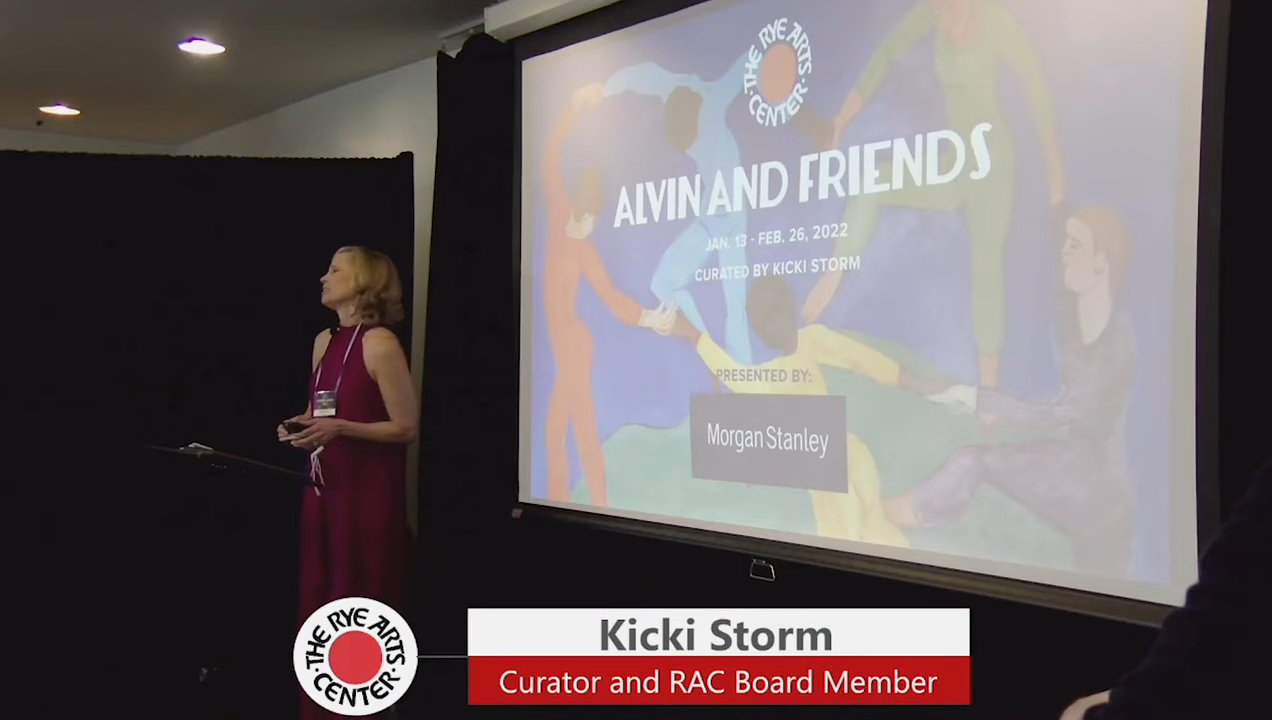 THE RYE ARTS
· CENTER ·
ALVIN AND FRIENDS
JAN. 13 - FEB. 26, 2022
CURATED BY KICKI STORM
PRESENTED BY:
Morgan Stanley
THE RYE ARTS
· CENTER ·
Kicki Storm
Curator and RAC Board Member